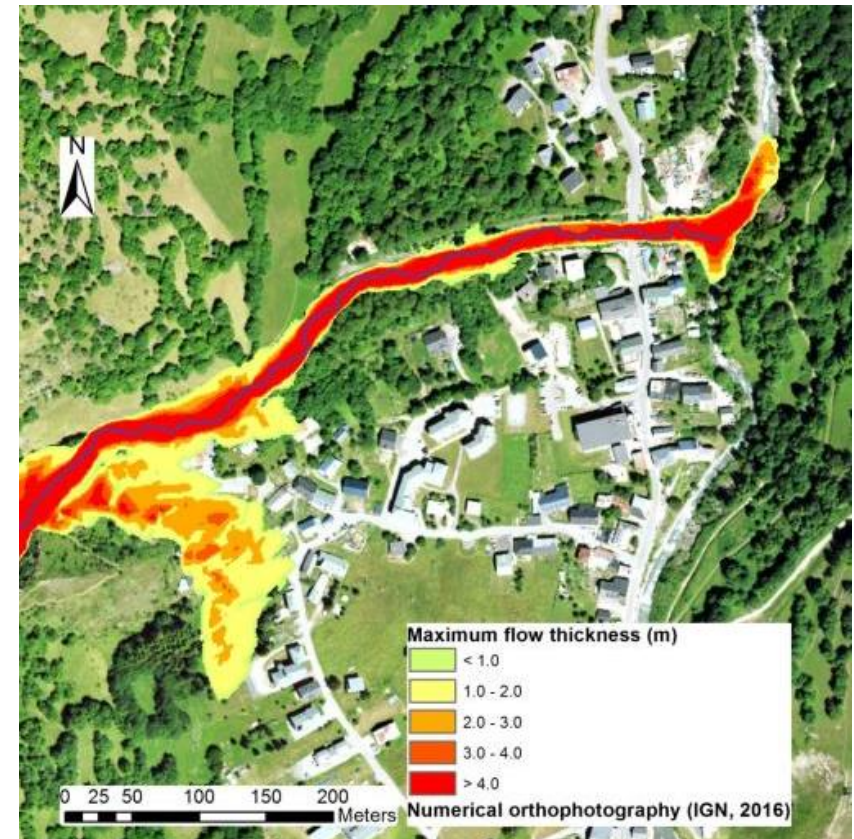 N
Maximum flow thickness (m)
< 1.0
1.0 - 2.0
2.0 - 3.0
3.0 - 4.0
> 4.0
0 25 50 100 150 200
Meters
Numerical orthophotography (IGN, 2016)